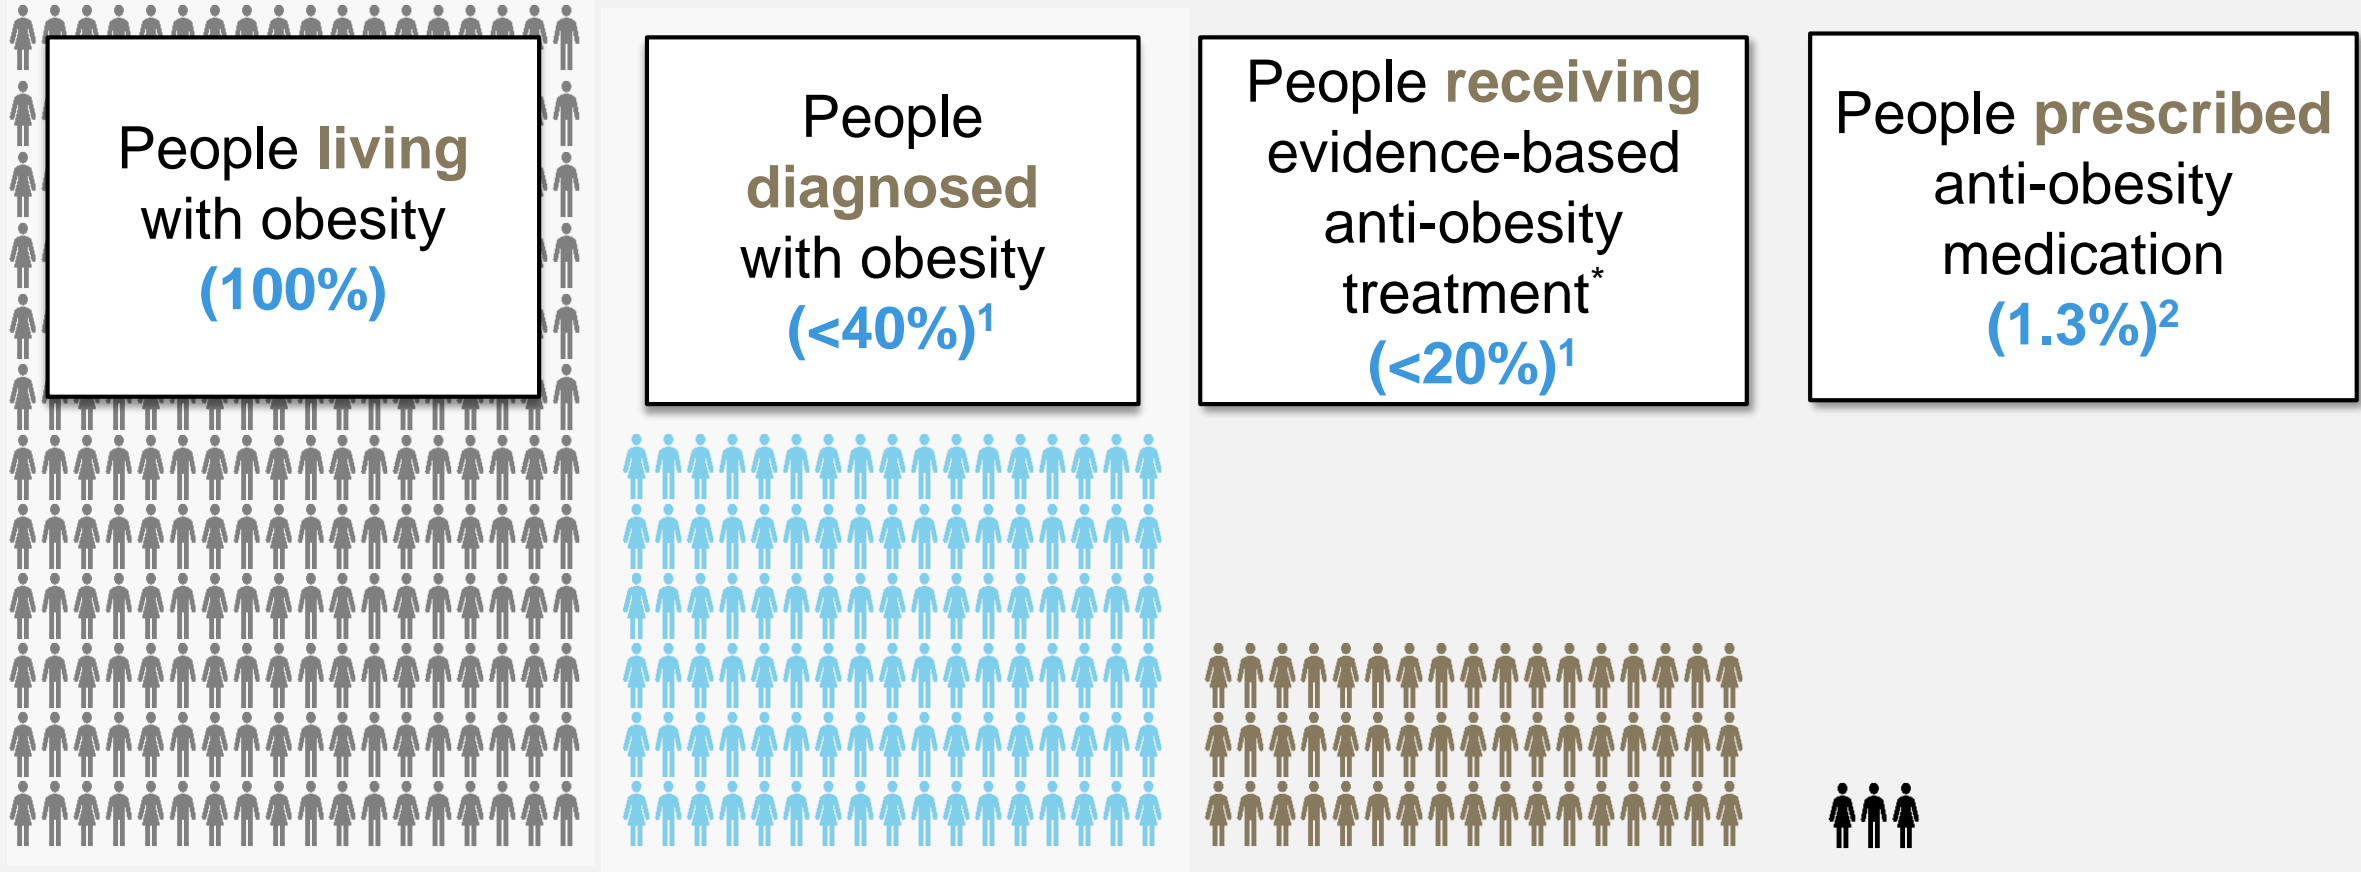 People living
with obesity
(100%)
People
diagnosed
with obesity
(<40%)¹
People receiving
evidence-based
anti-obesity
treatment*
(<20%)¹
People prescribed
anti-obesity
medication
(1.3%)²